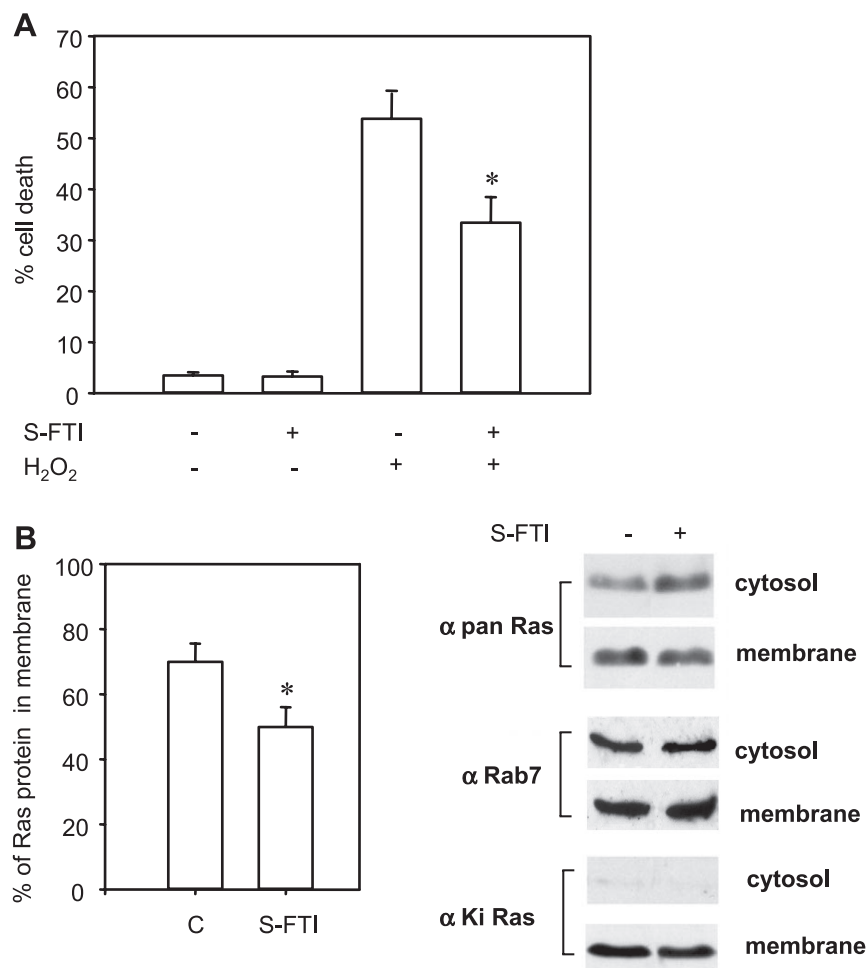 A
70
60
50
40
30
20
10
0
% cell death
*
S-FTI - + - +
H₂O₂ - - + +
B
100
80
60
40
20
0
% of Ras protein in membrane
*
C S-FTI
S-FTI - +
α pan Ras
cytosol
membrane
α Rab7
cytosol
membrane
α Ki Ras
cytosol
membrane